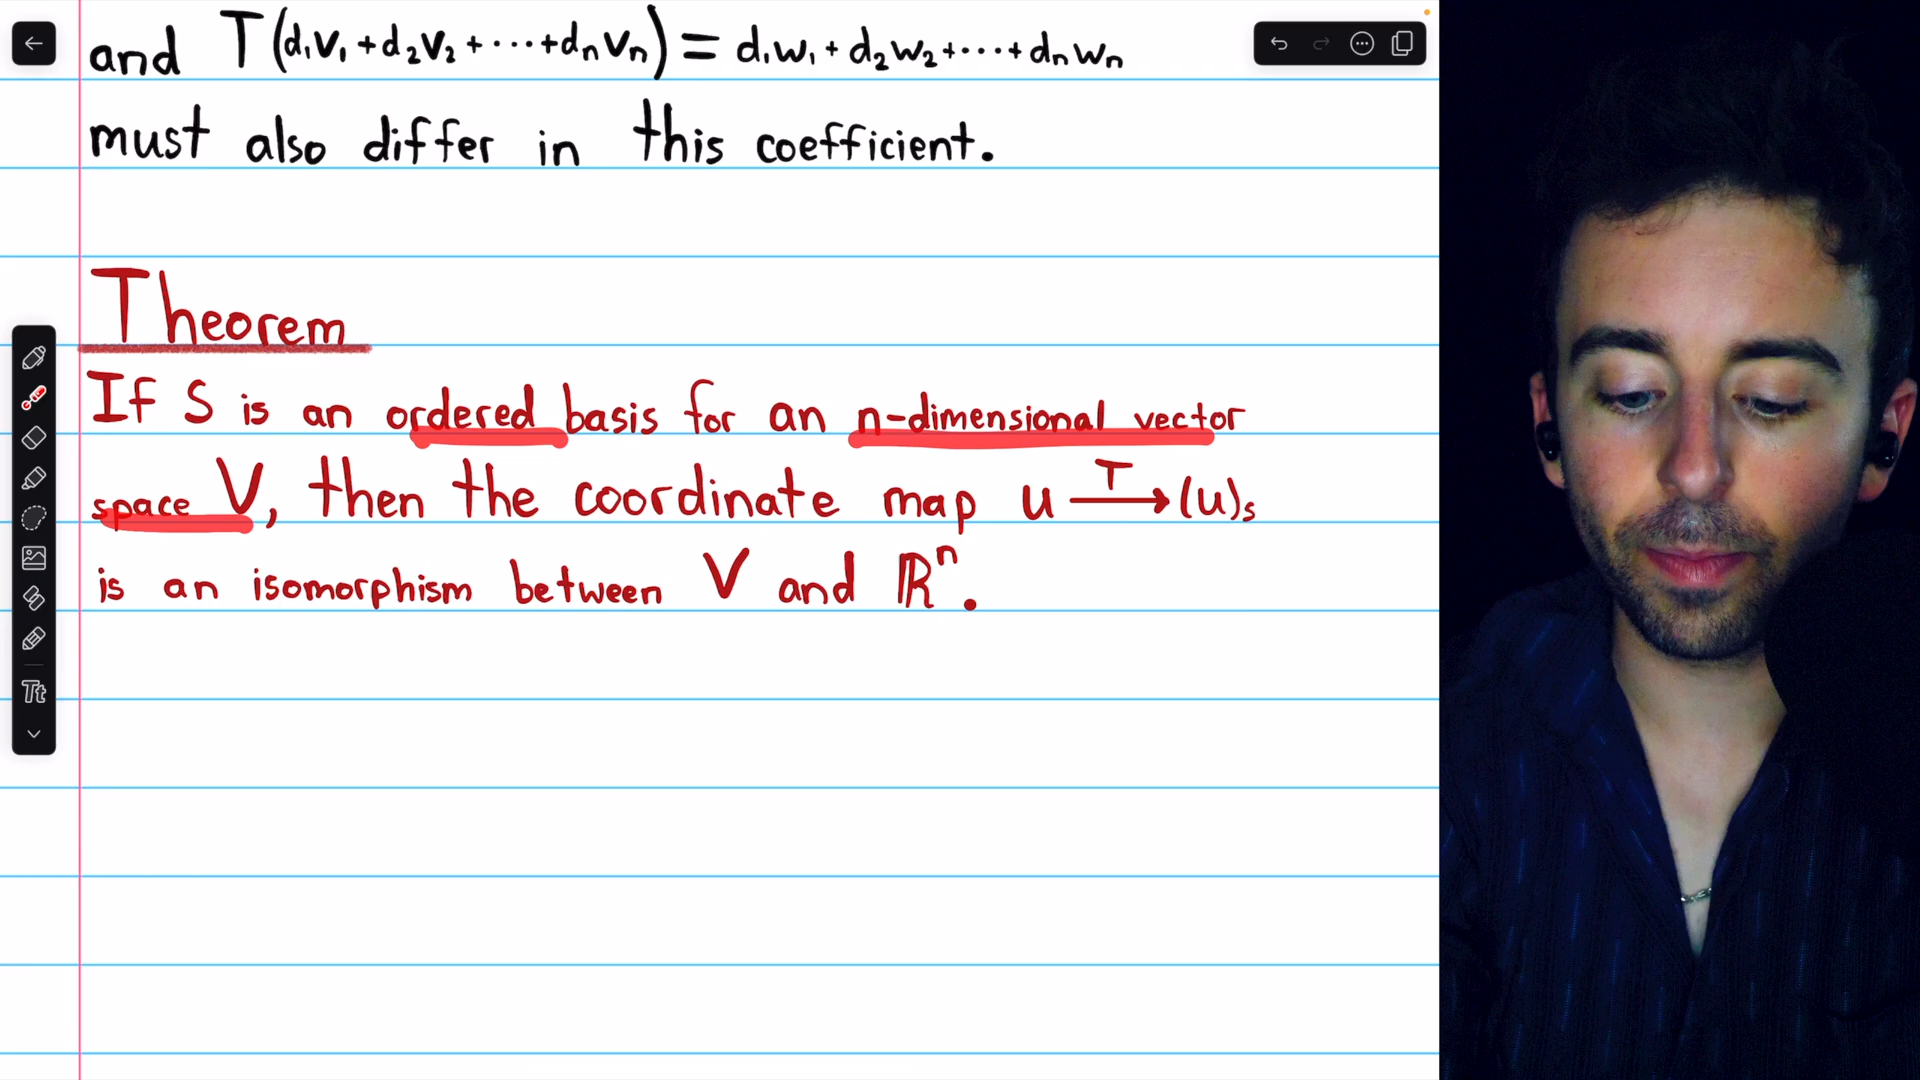 and T(d₁v₁+d₂v₂+⋯+dₙvₙ) = d₁w₁+d₂w₂+⋯+dₙwₙ
must also differ in this coefficient.
Theorem
If S is an ordered basis for an n-dimensional vector
space V, then the coordinate map u T⟶ (u)ₛ
is an isomorphism between V and ℝⁿ.
Tt